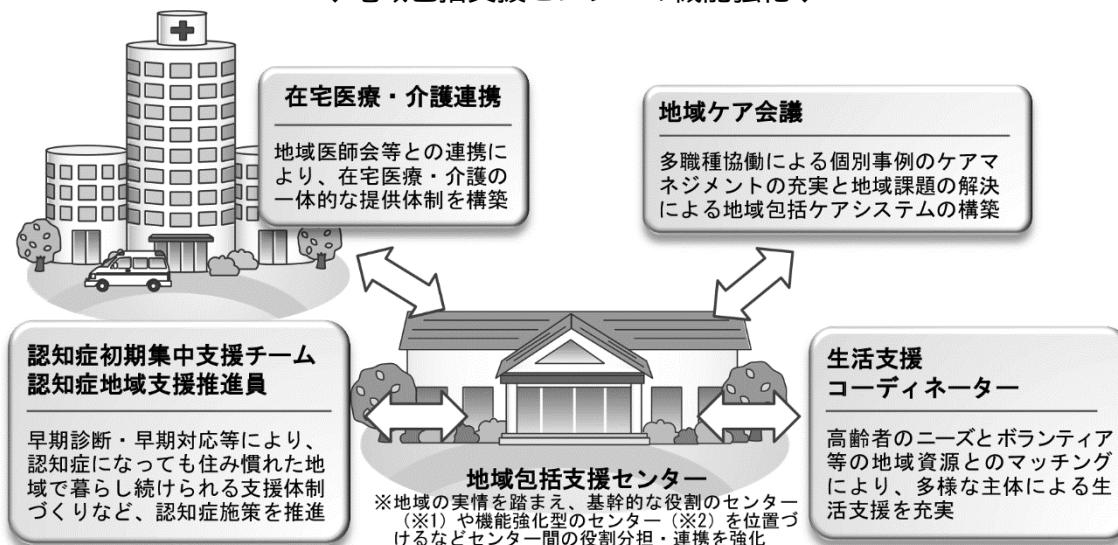 在宅医療・介護連携
地域医師会等との連携に
より、在宅医療・介護の
一体的な提供体制を構築
地域ケア会議
多職種協働による個別事例のケアマ
ネジメントの充実と地域課題の解決
による地域包括ケアシステムの構築
認知症初期集中支援チーム
認知症地域支援推進員
早期診断・早期対応等により、
認知症になっても住み慣れた地
域で暮らし続けられる支援体制
づくりなど、認知症施策を推進
生活支援
コーディネーター
高齢者のニーズとボランティア
等の地域資源とのマッチング
により、多様な主体による生
活支援を充実
地域包括支援センター
※地域の実情を踏まえ、基幹的な役割のセンター
（※1）や機能強化型のセンター（※2）を位置づ
けるなどセンター間の役割分担・連携を強化